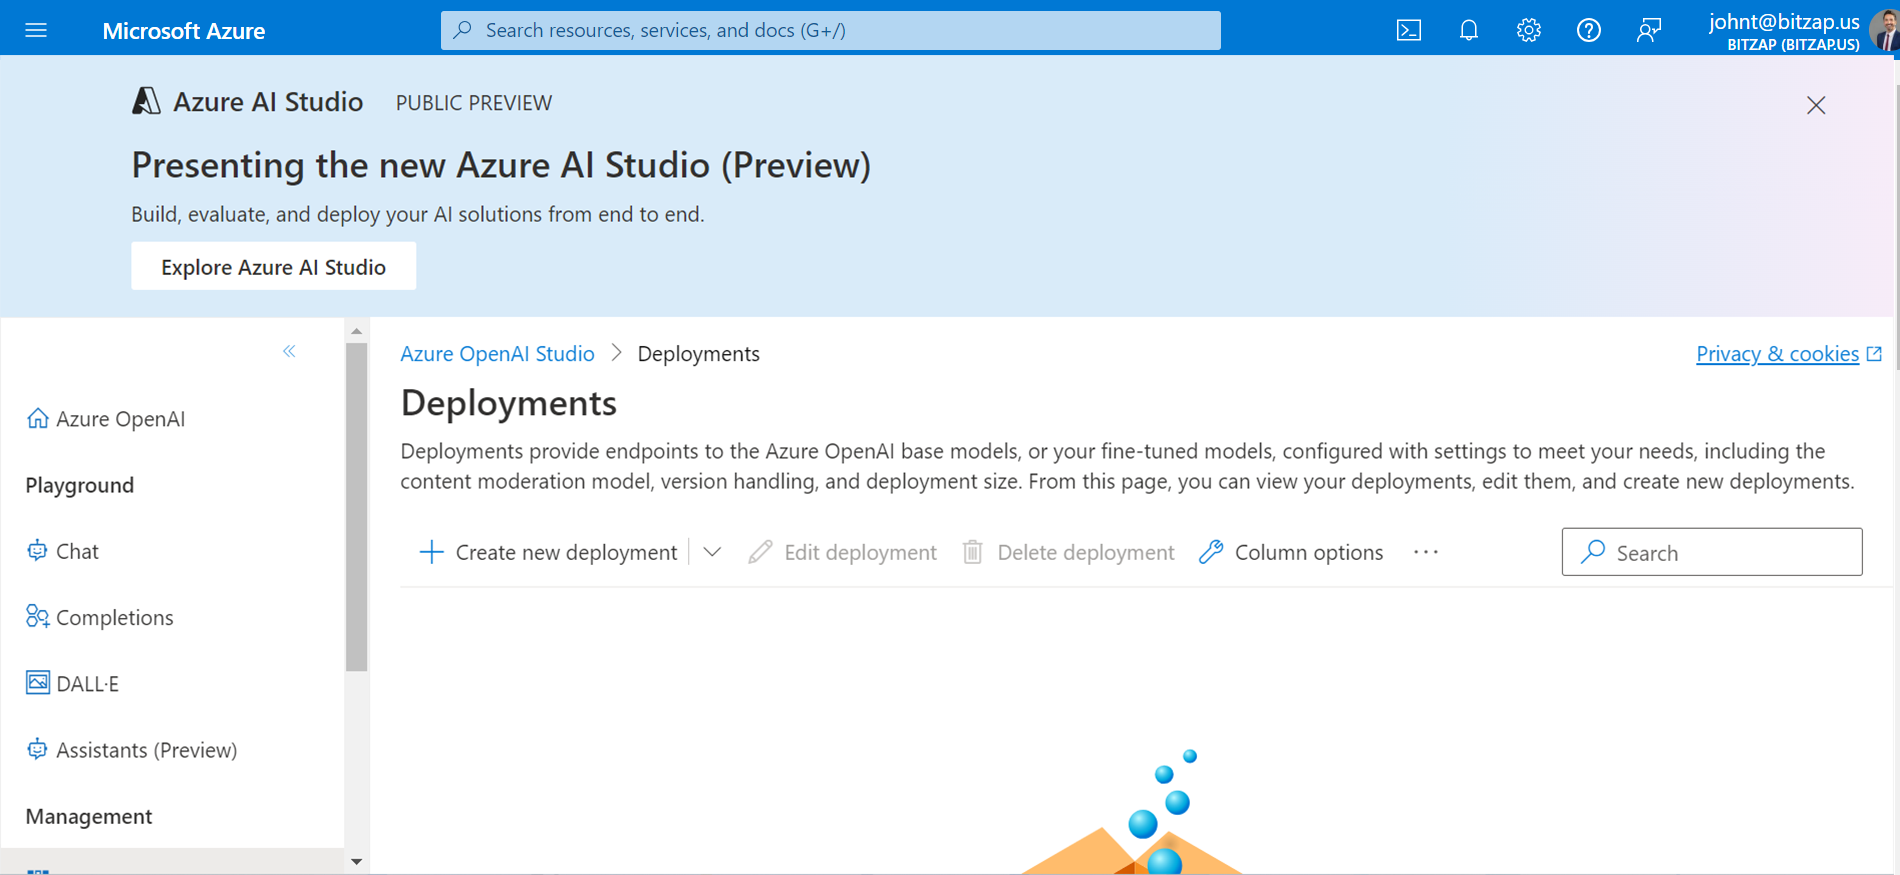 Microsoft Azure
Search resources, services, and docs (G+/)
johnt@bitzap.us
BITZAP (BITZAP.US)
Azure AI Studio PUBLIC PREVIEW
Presenting the new Azure AI Studio (Preview)
Build, evaluate, and deploy your AI solutions from end to end.
Explore Azure AI Studio
Azure OpenAI
Playground
Chat
Completions
DALL·E
Assistants (Preview)
Management
Azure OpenAI Studio > Deployments
Privacy & cookies
Deployments
Deployments provide endpoints to the Azure OpenAI base models, or your fine-tuned models, configured with settings to meet your needs, including the
content moderation model, version handling, and deployment size. From this page, you can view your deployments, edit them, and create new deployments.
Create new deployment Edit deployment Delete deployment Column options ··· Search